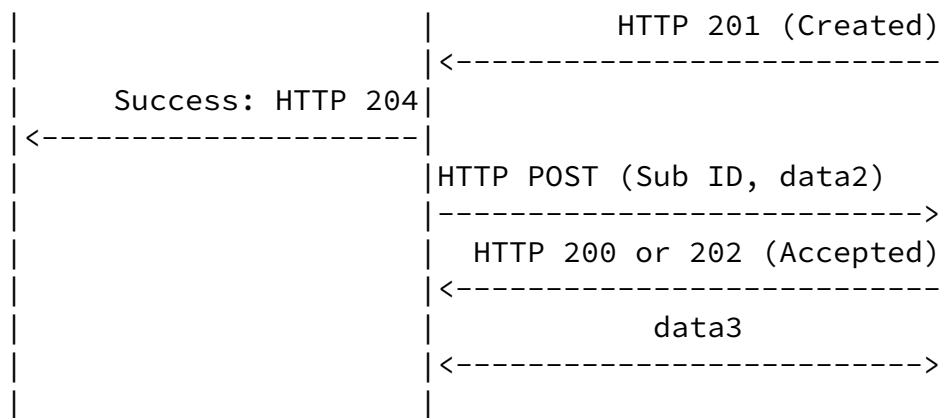 HTTP 201 (Created)
Success: HTTP 204
HTTP POST (Sub ID, data2)
HTTP 200 or 202 (Accepted)
data3